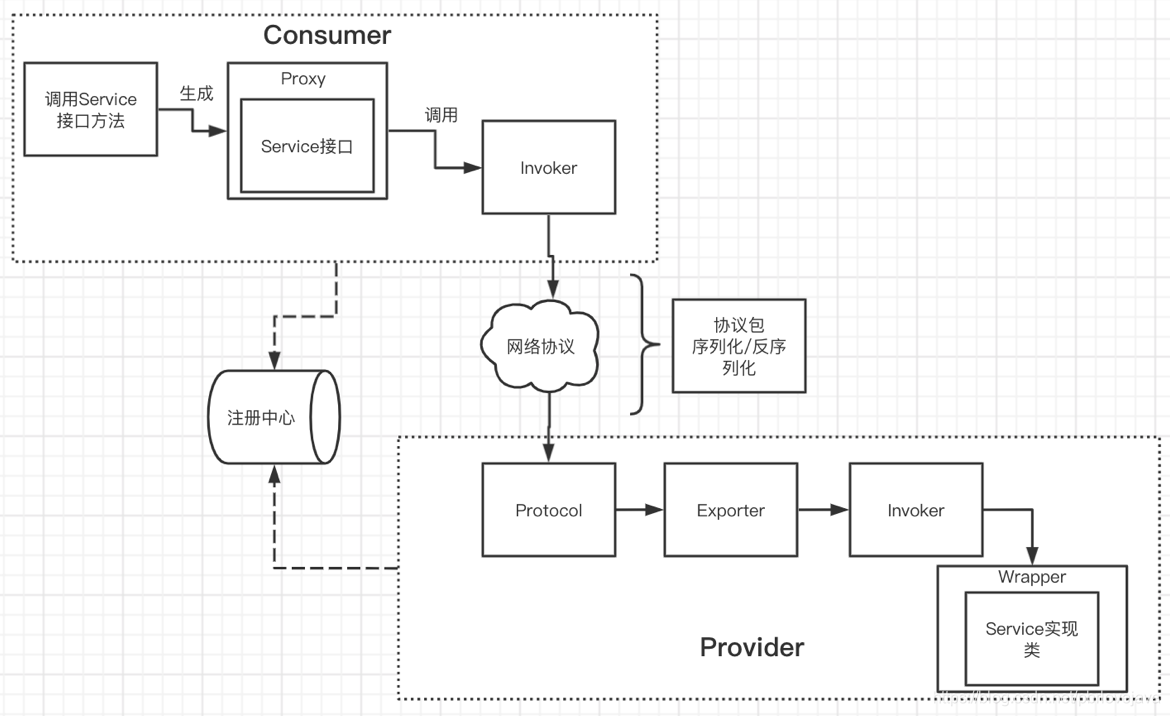 Consumer
调用Service
接口方法
生成
Proxy
Service接口
调用
Invoker
网络协议
协议包
序列化/反序
列化
注册中心
Protocol
Exporter
Invoker
Wrapper
Service实现
类
Provider